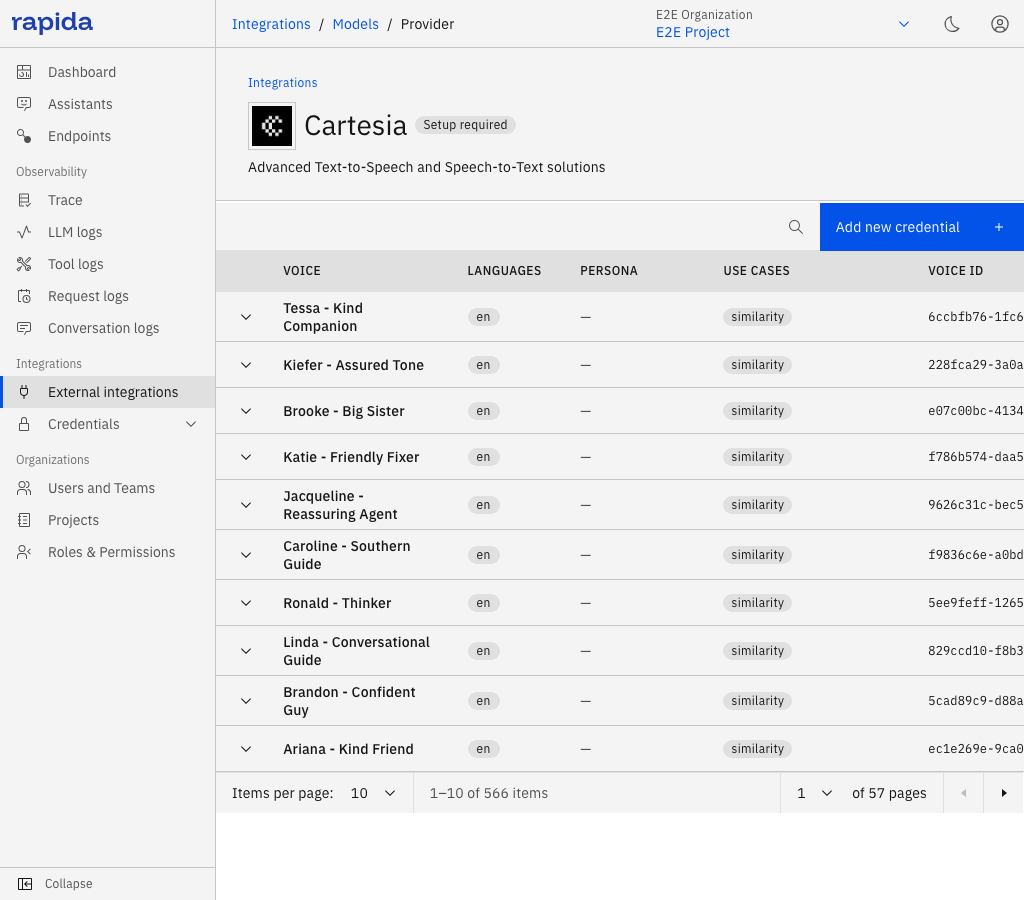 rapida
Integrations / Models / Provider
E2E Organization
E2E Project
Dashboard
Assistants
Endpoints
Observability
Trace
LLM logs
Tool logs
Request logs
Conversation logs
Integrations
External integrations
Credentials
Organizations
Users and Teams
Projects
Roles & Permissions
Collapse
Integrations
Cartesia Setup required
Advanced Text-to-Speech and Speech-to-Text solutions
Add new credential +
VOICE LANGUAGES PERSONA USE CASES VOICE ID
Tessa - Kind
Companion
en — similarity 6ccbfb76-1fc6
Kiefer - Assured Tone en — similarity 228fca29-3a0a
Brooke - Big Sister en — similarity e07c00bc-4134
Katie - Friendly Fixer en — similarity f786b574-daa5
Jacqueline -
Reassuring Agent
en — similarity 9626c31c-bec5
Caroline - Southern
Guide
en — similarity f9836c6e-a0bd
Ronald - Thinker en — similarity 5ee9feff-1265
Linda - Conversational
Guide
en — similarity 829ccd10-f8b3
Brandon - Confident
Guy
en — similarity 5cad89c9-d88a
Ariana - Kind Friend en — similarity ec1e269e-9ca0
Items per page: 10 1–10 of 566 items 1 of 57 pages